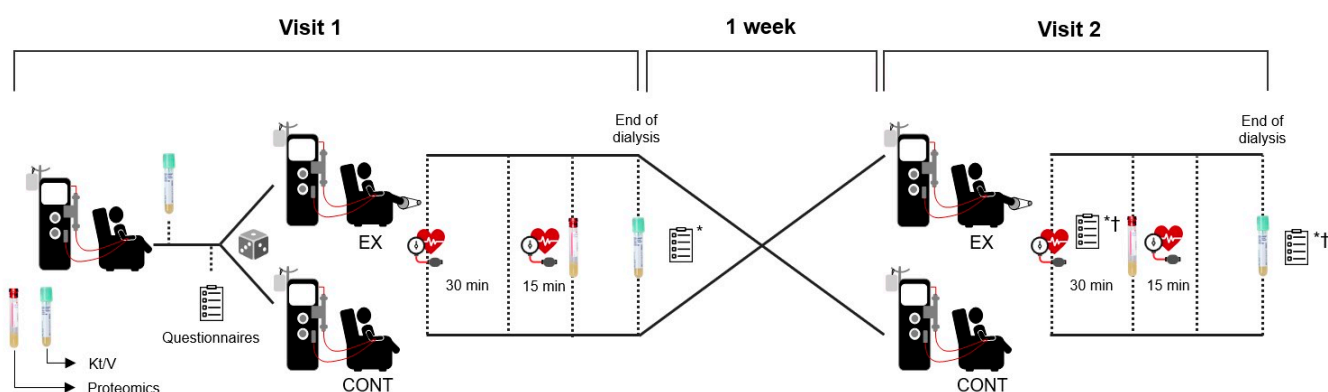 Visit 1
1 week
Visit 2
End of
dialysis
End of
dialysis
EX
EX
*
*†
*†
30 min
15 min
30 min
15 min
Questionnaires
Kt/V
Proteomics
CONT
CONT